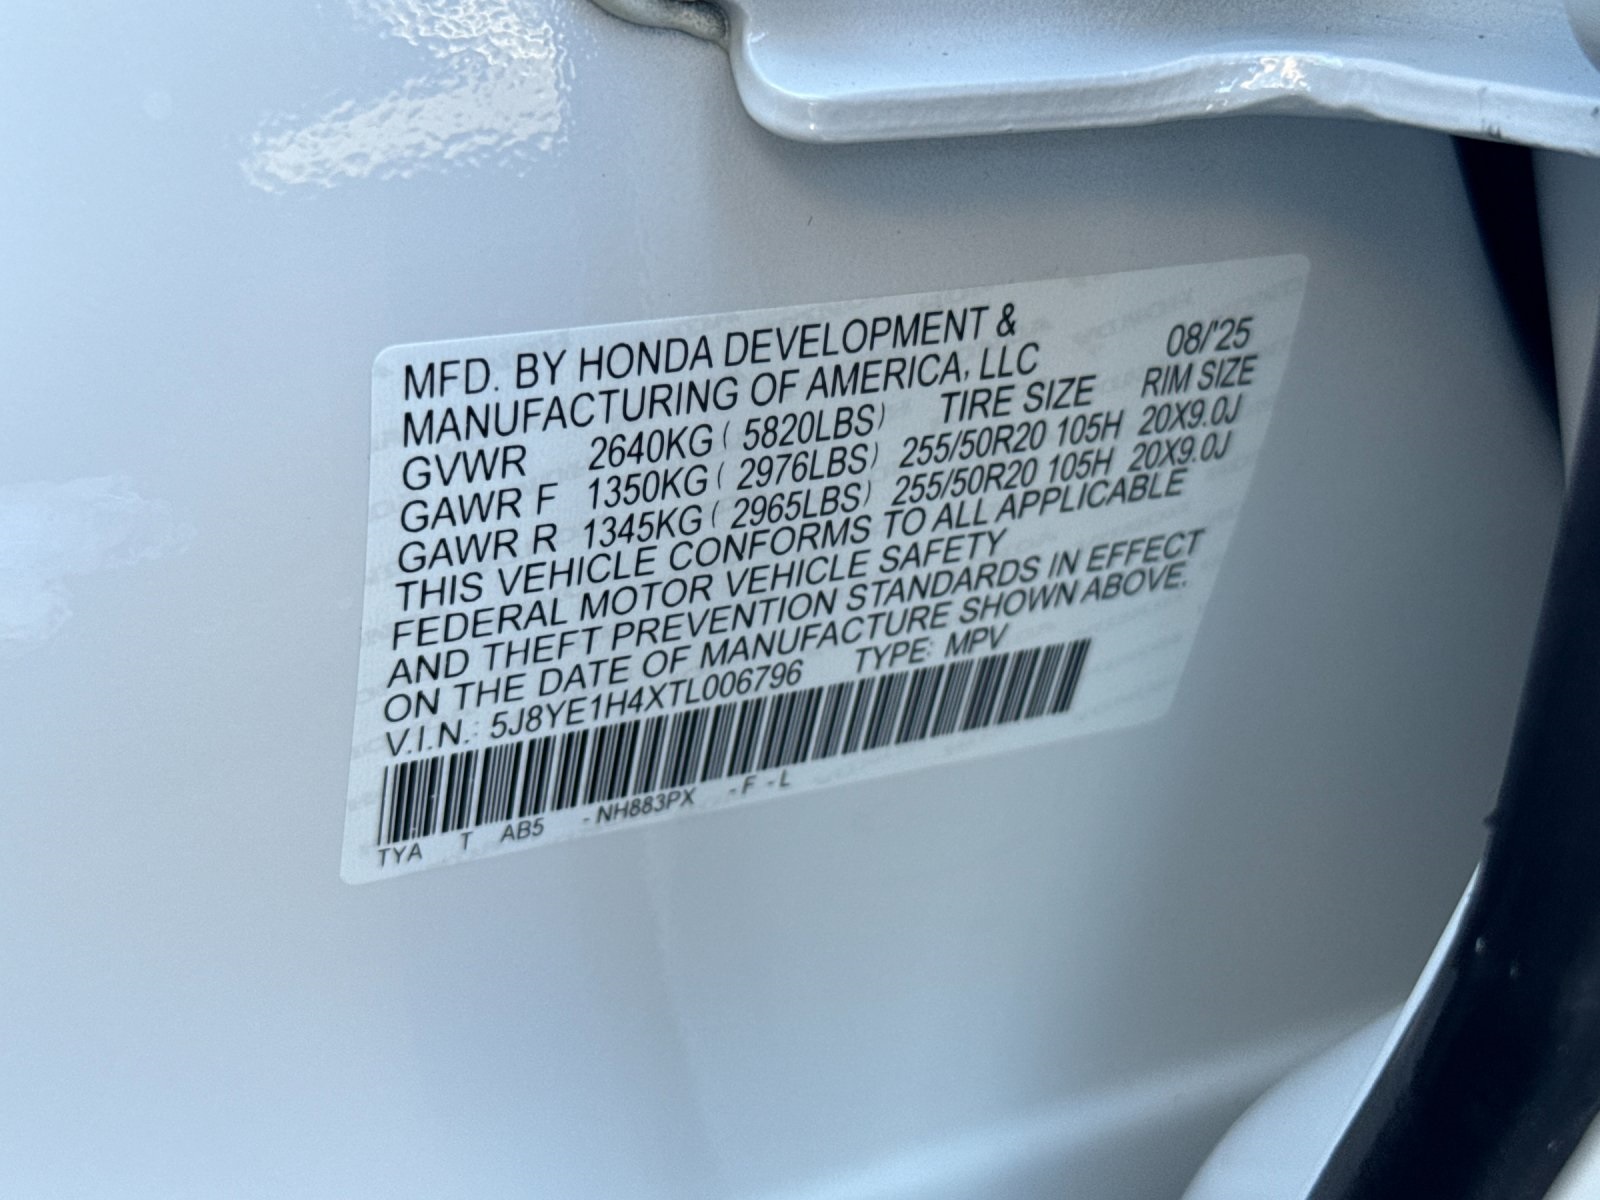 MFD. BY HONDA DEVELOPMENT &
MANUFACTURING OF AMERICA, LLC 08/'25
GVWR 2640KG ( 5820LBS) TIRE SIZE RIM SIZE
GAWR F 1350KG ( 2976LBS) 255/50R20 105H 20X9.0J
GAWR R 1345KG ( 2965LBS) 255/50R20 105H 20X9.0J
THIS VEHICLE CONFORMS TO ALL APPLICABLE
FEDERAL MOTOR VEHICLE SAFETY
AND THEFT PREVENTION STANDARDS IN EFFECT
ON THE DATE OF MANUFACTURE SHOWN ABOVE.
V.I.N.: 5J8YE1H4XTL006796 TYPE: MPV
TYA T AB5 -NH883PX -F -L